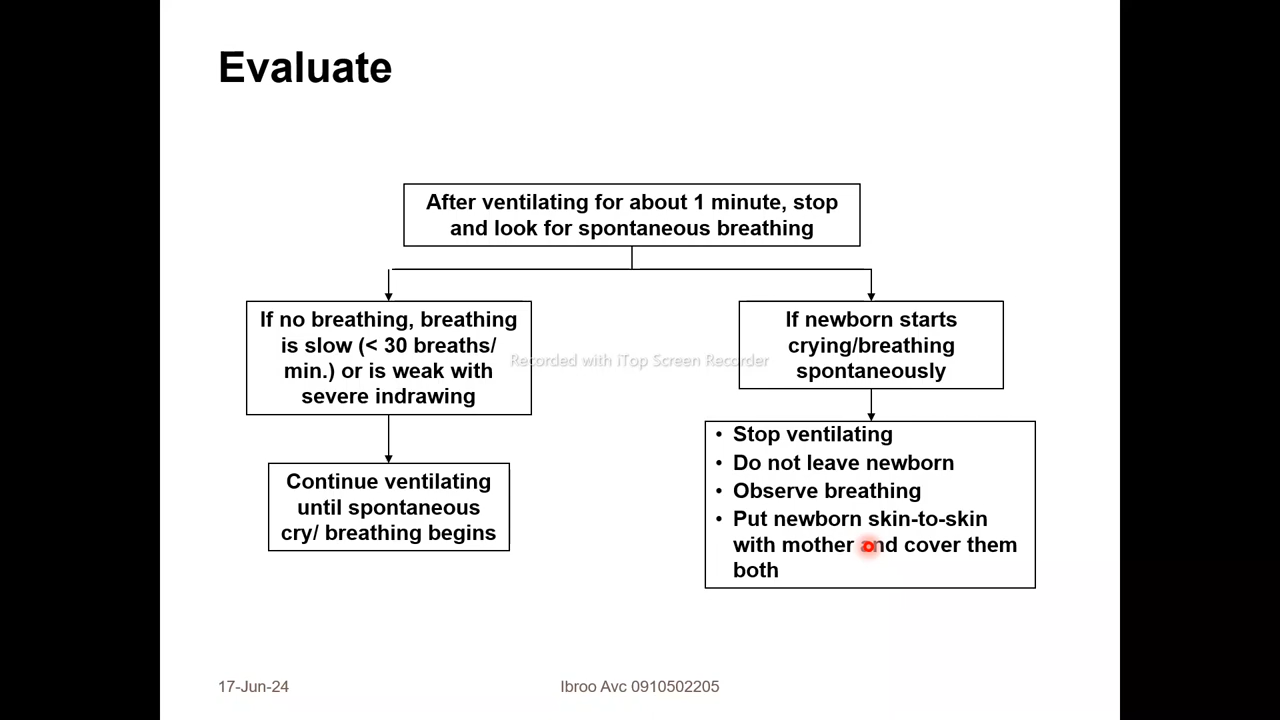 Evaluate
After ventilating for about 1 minute, stop
and look for spontaneous breathing
If no breathing, breathing
is slow (< 30 breaths/
min.) or is weak with
severe indrawing
Continue ventilating
until spontaneous
cry/ breathing begins
If newborn starts
crying/breathing
spontaneously
• Stop ventilating
• Do not leave newborn
• Observe breathing
• Put newborn skin-to-skin
with mother and cover them
both
Recorded with iTop Screen Recorder
17-Jun-24
Ibroo Avc 0910502205